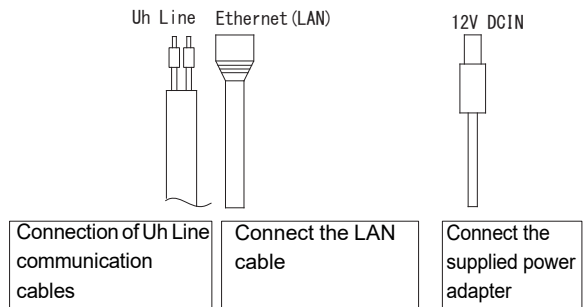 Uh Line Ethernet(LAN) 12V DCIN
Connection of Uh Line
communication
cables
Connect the LAN
cable
Connect the
supplied power
adapter